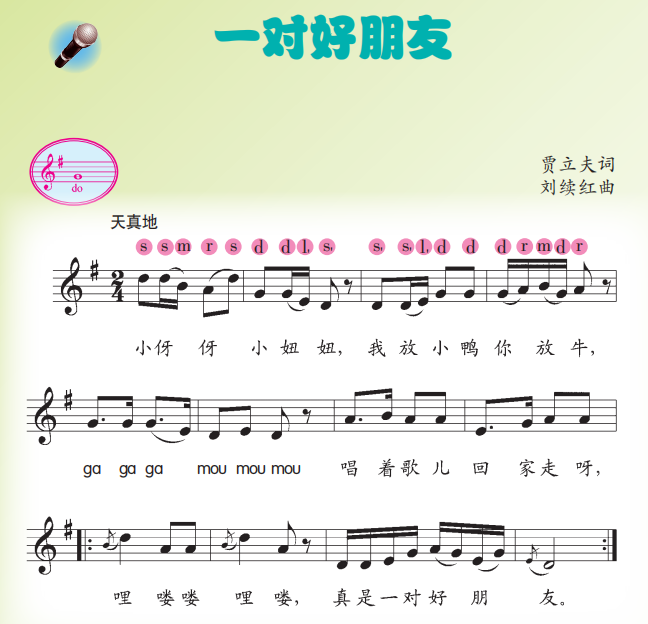 一对好朋友
do
贾立夫词
刘续红曲
天真地
s s m r s d d l, s, s, s, l, d d d r m d r
2
4
小伢 伢 小 妞 妞, 我 放 小 鸭 你 放 牛,
ga ga ga mou mou mou 唱 着 歌 儿 回 家 走 呀,
哩 喽喽 哩 喽, 真 是 一 对 好 朋 友。